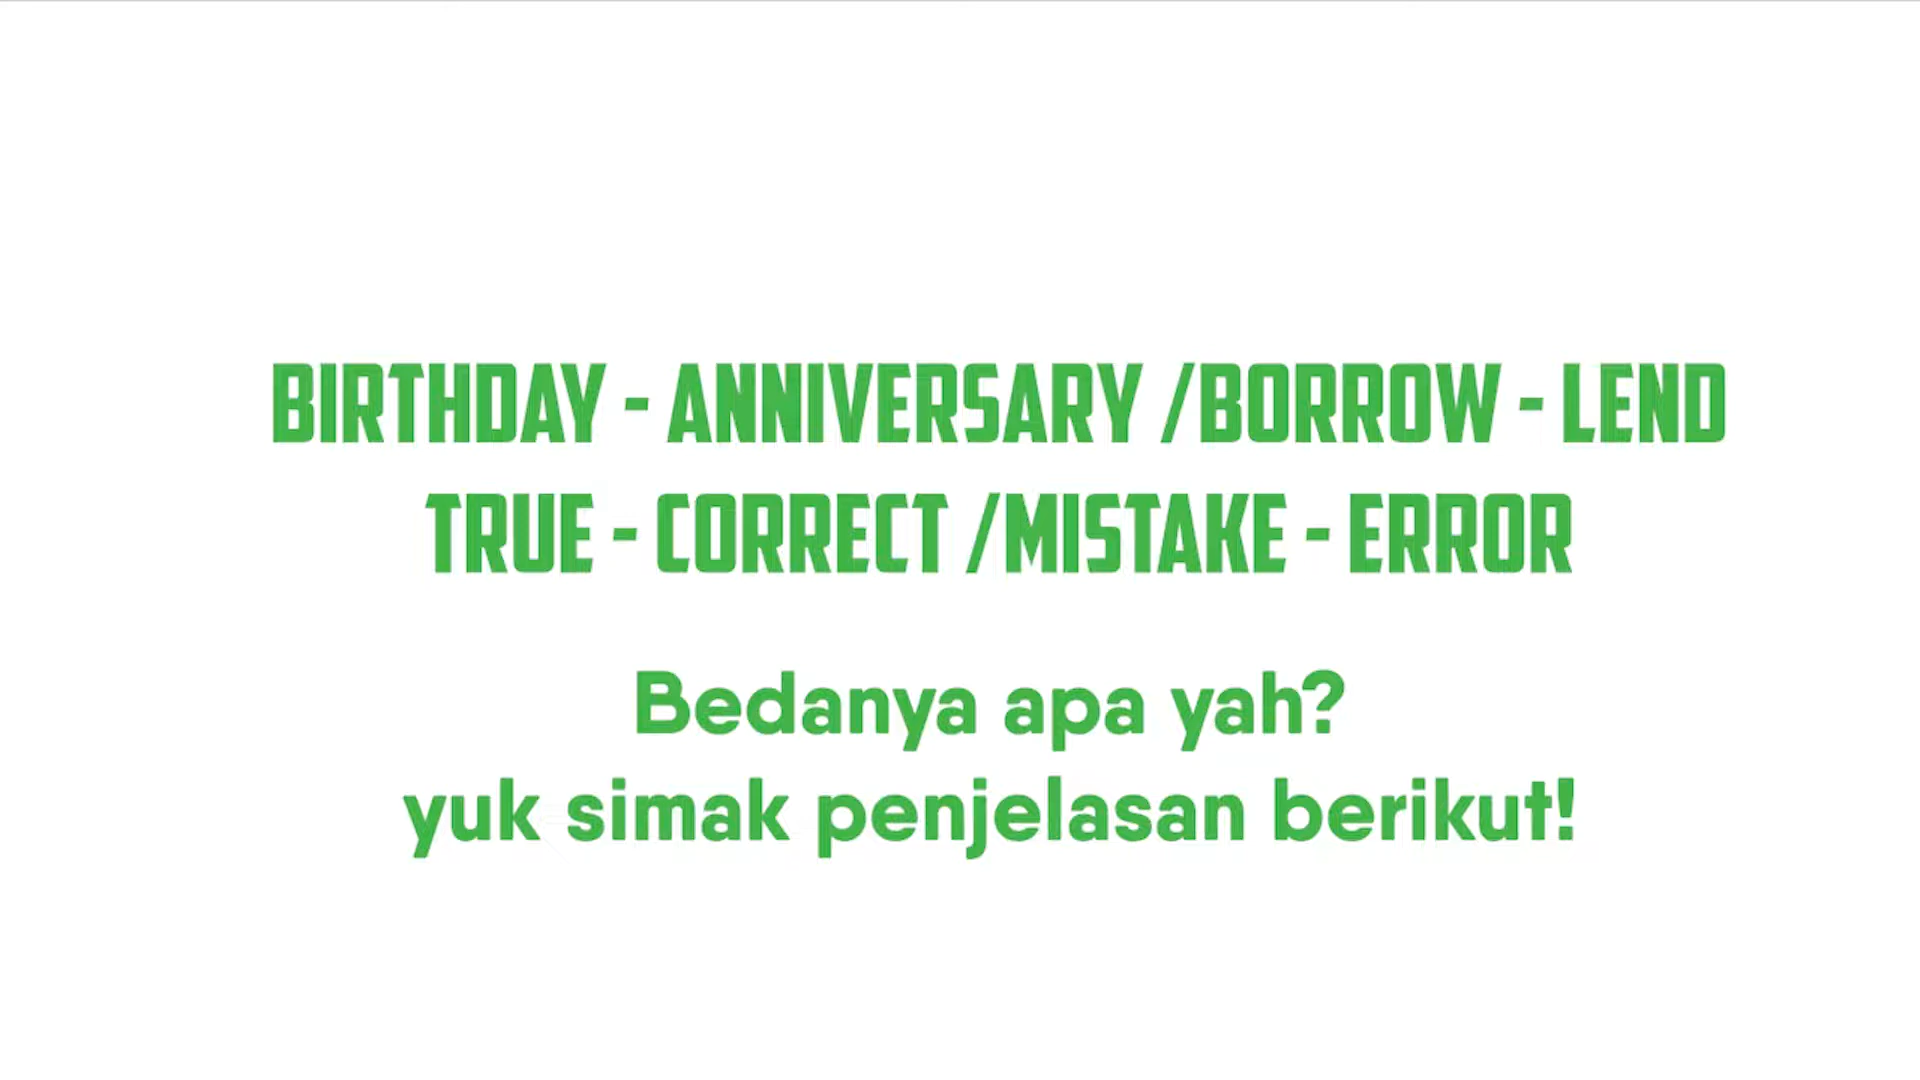 BIRTHDAY - ANNIVERSARY /BORROW - LEND
TRUE - CORRECT /MISTAKE - ERROR
Bedanya apa yah?
yuk simak penjelasan berikut!